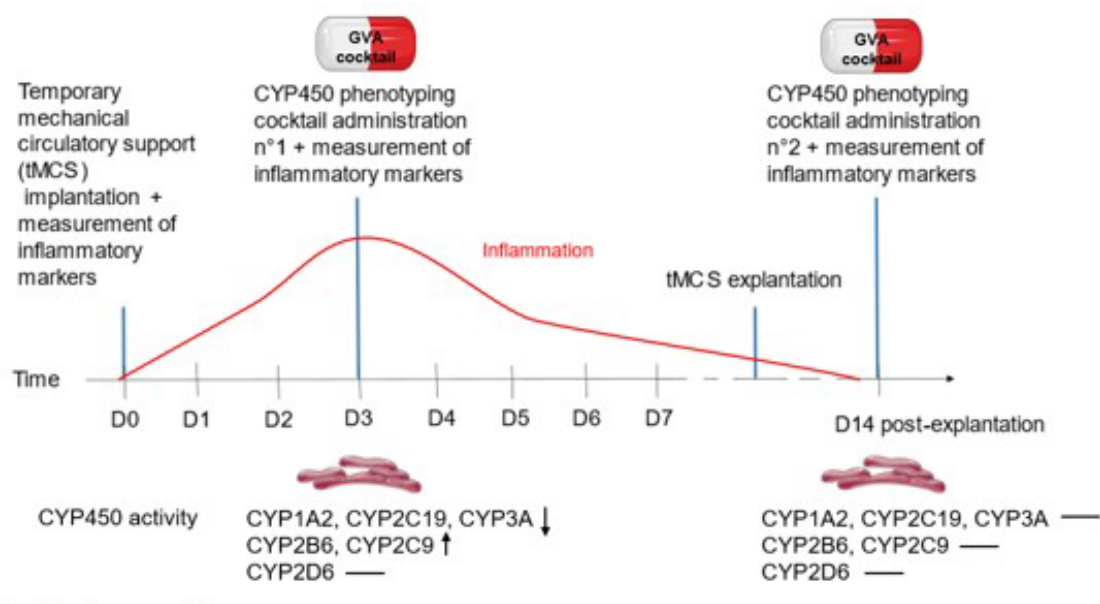 GVA
cocktail
GVA
cocktail
Temporary
mechanical
circulatory support
(tMCS)
implantation +
measurement of
inflammatory
markers
CYP450 phenotyping
cocktail administration
n°1 + measurement of
inflammatory markers
CYP450 phenotyping
cocktail administration
n°2 + measurement of
inflammatory markers
Inflammation
tMCS explantation
Time
D0 D1 D2 D3 D4 D5 D6 D7
D14 post-explantation
CYP450 activity
CYP1A2, CYP2C19, CYP3A ↓
CYP2B6, CYP2C9 ↑
CYP2D6 —
CYP1A2, CYP2C19, CYP3A —
CYP2B6, CYP2C9 —
CYP2D6 —